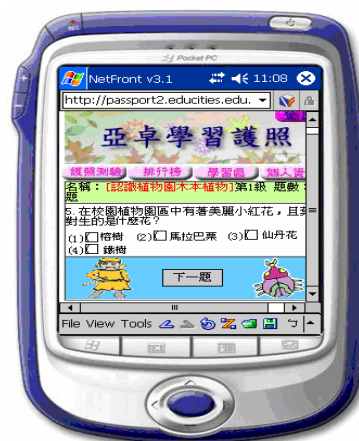 Pocket PC
NetFront v3.1 11:08
http://passport2.educities.edu.
亞卓學習護照
護照測驗 排行榜 學習區 個人資
名稱：[認識植物園木本植物]第1級 題數：
題
5. 在校園植物園區中有著美麗小紅花，且葉
對生的是什麼花？
(1) 榕樹 (2) 馬拉巴栗 (3) 仙丹花
(4) 鐵樹
下一題
File View Tools